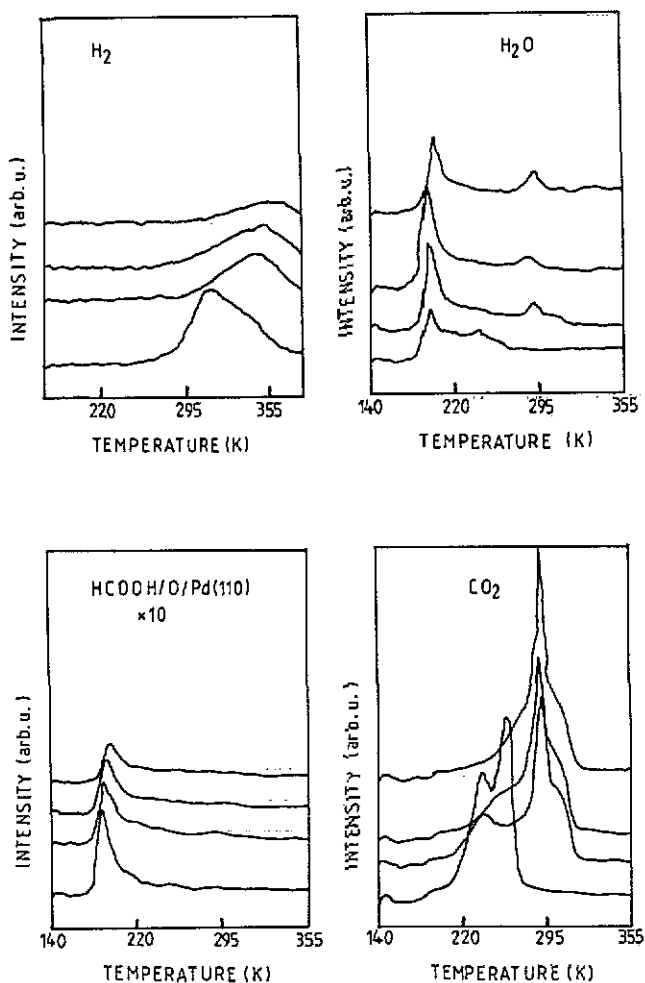 H₂
INTENSITY (arb.u.)
220 295 355
TEMPERATURE (K)
H₂O
INTENSITY (arb.u.)
140 220 295 355
TEMPERATURE (K)
HCOOH/O/Pd(110)
×10
INTENSITY (arb.u.)
140 220 295 355
TEMPERATURE (K)
CO₂
INTENSITY (arb.u.)
140 220 295 355
TEMPERATURE (K)